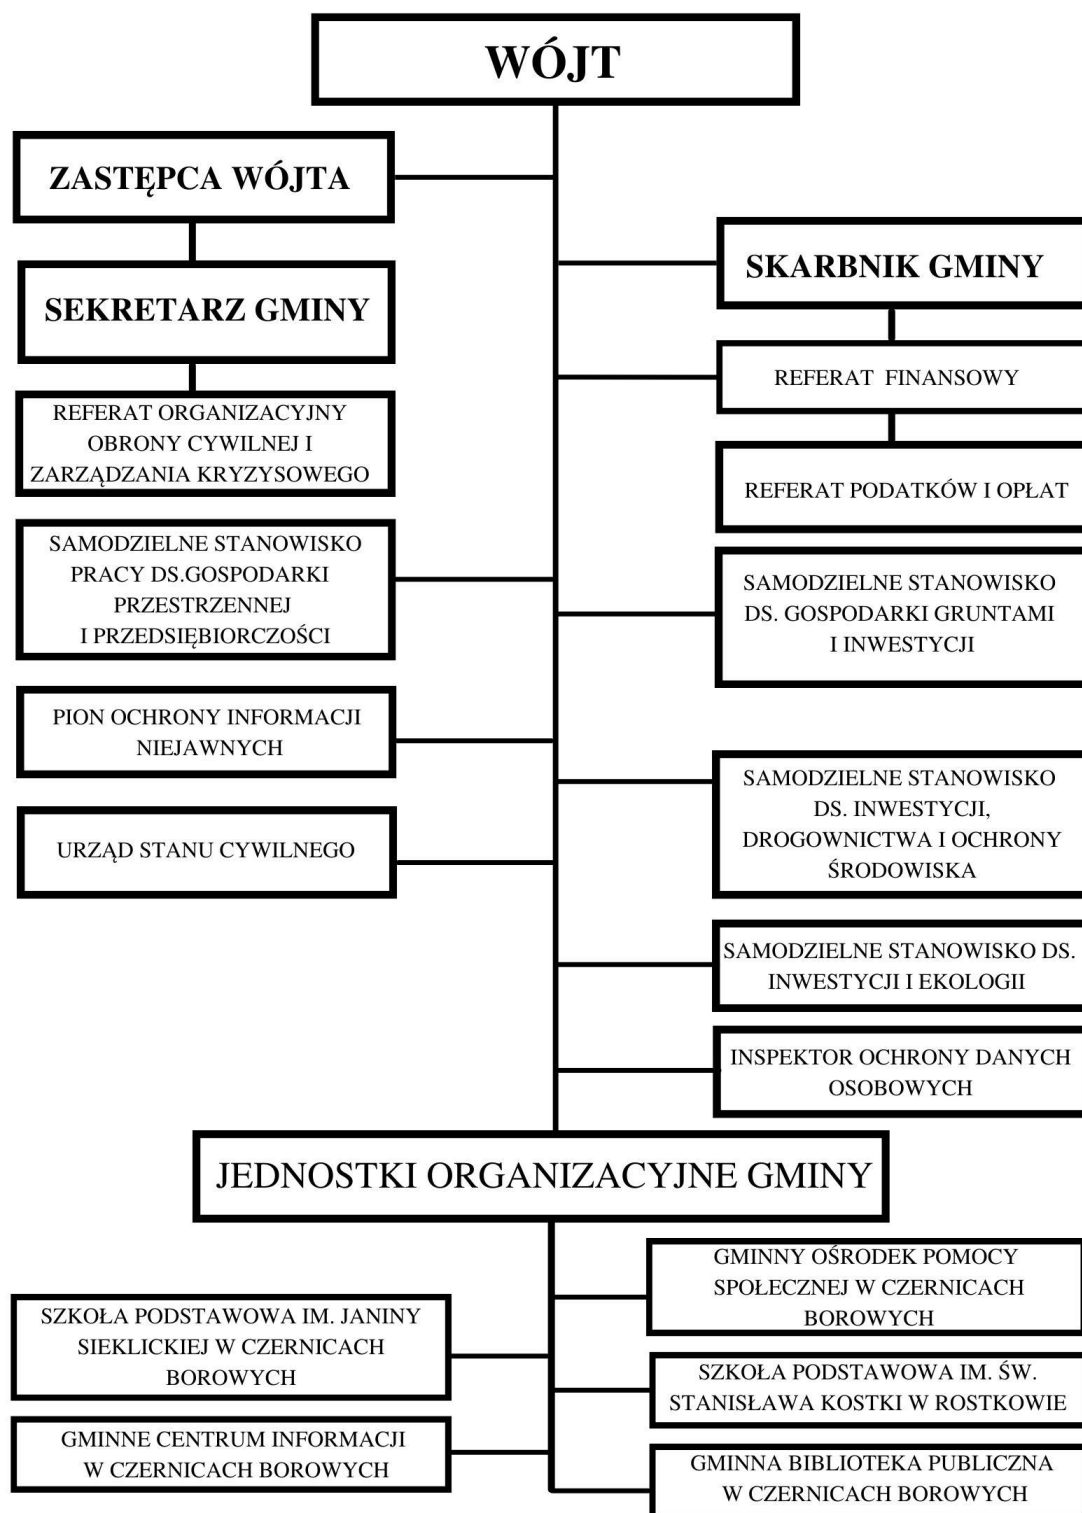 WÓJT
ZASTĘPCA WÓJTA
SEKRETARZ GMINY
REFERAT ORGANIZACYJNY
OBRONY CYWILNEJ I
ZARZĄDZANIA KRYZYSOWEGO
SAMODZIELNE STANOWISKO
PRACY DS.GOSPODARKI
PRZESTRZENNEJ
I PRZEDSIĘBIORCZOŚCI
PION OCHRONY INFORMACJI
NIEJAWNYCH
URZĄD STANU CYWILNEGO
SKARBNIK GMINY
REFERAT FINANSOWY
REFERAT PODATKÓW I OPŁAT
SAMODZIELNE STANOWISKO
DS. GOSPODARKI GRUNTAMI
I INWESTYCJI
SAMODZIELNE STANOWISKO
DS. INWESTYCJI,
DROGOWNICTWA I OCHRONY
ŚRODOWISKA
SAMODZIELNE STANOWISKO DS.
INWESTYCJI I EKOLOGII
INSPEKTOR OCHRONY DANYCH
OSOBOWYCH
JEDNOSTKI ORGANIZACYJNE GMINY
SZKOŁA PODSTAWOWA IM. JANINY
SIEKLICKIEJ W CZERNICACH
BOROWYCH
GMINNE CENTRUM INFORMACJI
W CZERNICACH BOROWYCH
GMINNY OŚRODEK POMOCY
SPOŁECZNEJ W CZERNICACH
BOROWYCH
SZKOŁA PODSTAWOWA IM. ŚW.
STANISŁAWA KOSTKI W ROSTKOWIE
GMINNA BIBLIOTEKA PUBLICZNA
W CZERNICACH BOROWYCH